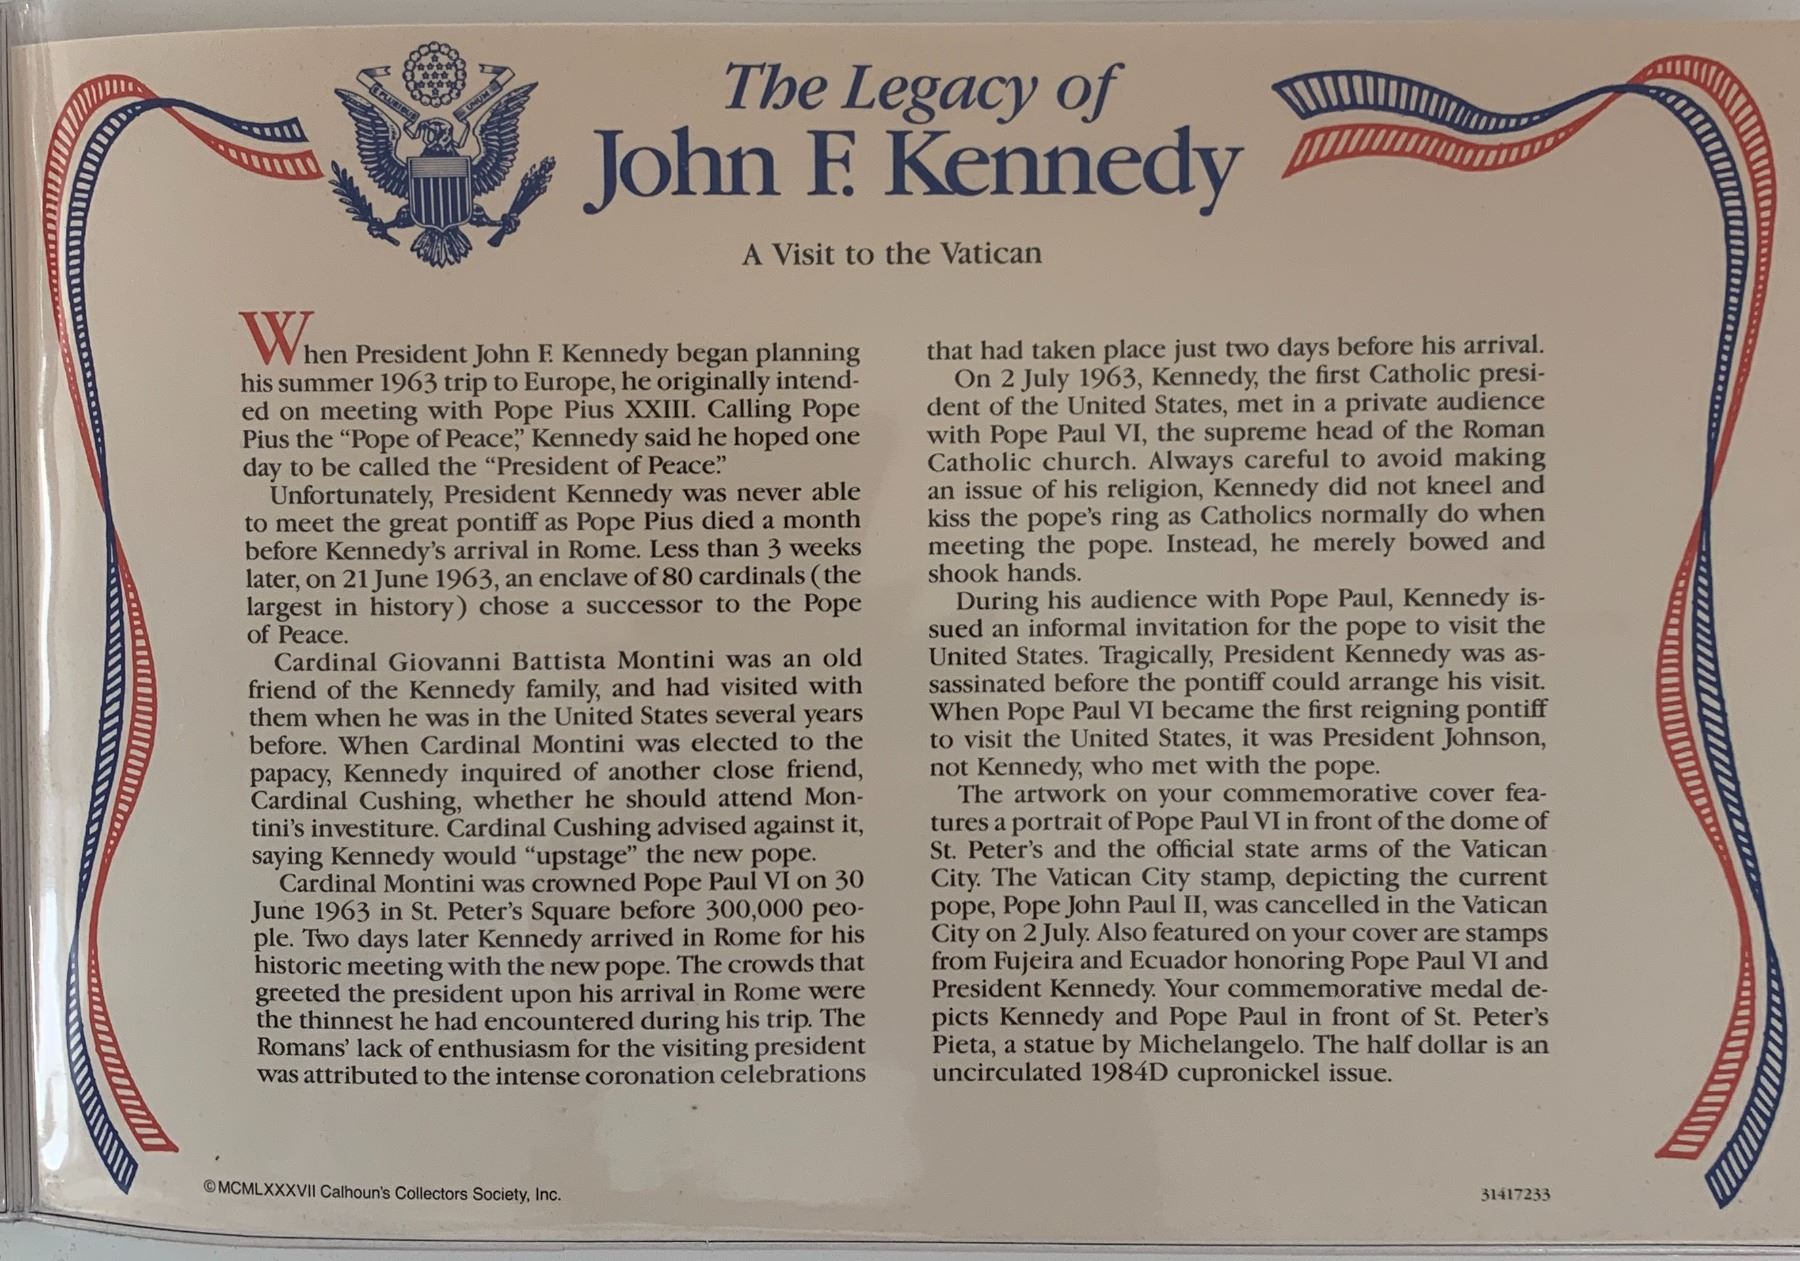 E PLURIBUS UNUM
The Legacy of
John F. Kennedy
A Visit to the Vatican
When President John F. Kennedy began planning
his summer 1963 trip to Europe, he originally intend-
ed on meeting with Pope Pius XXIII. Calling Pope
Pius the “Pope of Peace,” Kennedy said he hoped one
day to be called the “President of Peace.”
Unfortunately, President Kennedy was never able
to meet the great pontiff as Pope Pius died a month
before Kennedy’s arrival in Rome. Less than 3 weeks
later, on 21 June 1963, an enclave of 80 cardinals (the
largest in history) chose a successor to the Pope
of Peace.
Cardinal Giovanni Battista Montini was an old
friend of the Kennedy family, and had visited with
them when he was in the United States several years
before. When Cardinal Montini was elected to the
papacy, Kennedy inquired of another close friend,
Cardinal Cushing, whether he should attend Mon-
tini’s investiture. Cardinal Cushing advised against it,
saying Kennedy would “upstage” the new pope.
Cardinal Montini was crowned Pope Paul VI on 30
June 1963 in St. Peter’s Square before 300,000 peo-
ple. Two days later Kennedy arrived in Rome for his
historic meeting with the new pope. The crowds that
greeted the president upon his arrival in Rome were
the thinnest he had encountered during his trip. The
Romans’ lack of enthusiasm for the visiting president
was attributed to the intense coronation celebrations
that had taken place just two days before his arrival.
On 2 July 1963, Kennedy, the first Catholic presi-
dent of the United States, met in a private audience
with Pope Paul VI, the supreme head of the Roman
Catholic church. Always careful to avoid making
an issue of his religion, Kennedy did not kneel and
kiss the pope’s ring as Catholics normally do when
meeting the pope. Instead, he merely bowed and
shook hands.
During his audience with Pope Paul, Kennedy is-
sued an informal invitation for the pope to visit the
United States. Tragically, President Kennedy was as-
sassinated before the pontiff could arrange his visit.
When Pope Paul VI became the first reigning pontiff
to visit the United States, it was President Johnson,
not Kennedy, who met with the pope.
The artwork on your commemorative cover fea-
tures a portrait of Pope Paul VI in front of the dome of
St. Peter’s and the official state arms of the Vatican
City. The Vatican City stamp, depicting the current
pope, Pope John Paul II, was cancelled in the Vatican
City on 2 July. Also featured on your cover are stamps
from Fujeira and Ecuador honoring Pope Paul VI and
President Kennedy. Your commemorative medal de-
picts Kennedy and Pope Paul in front of St. Peter’s
Pieta, a statue by Michelangelo. The half dollar is an
uncirculated 1984D cupronickel issue.
©MCMLXXXVII Calhoun’s Collectors Society, Inc.
31417233